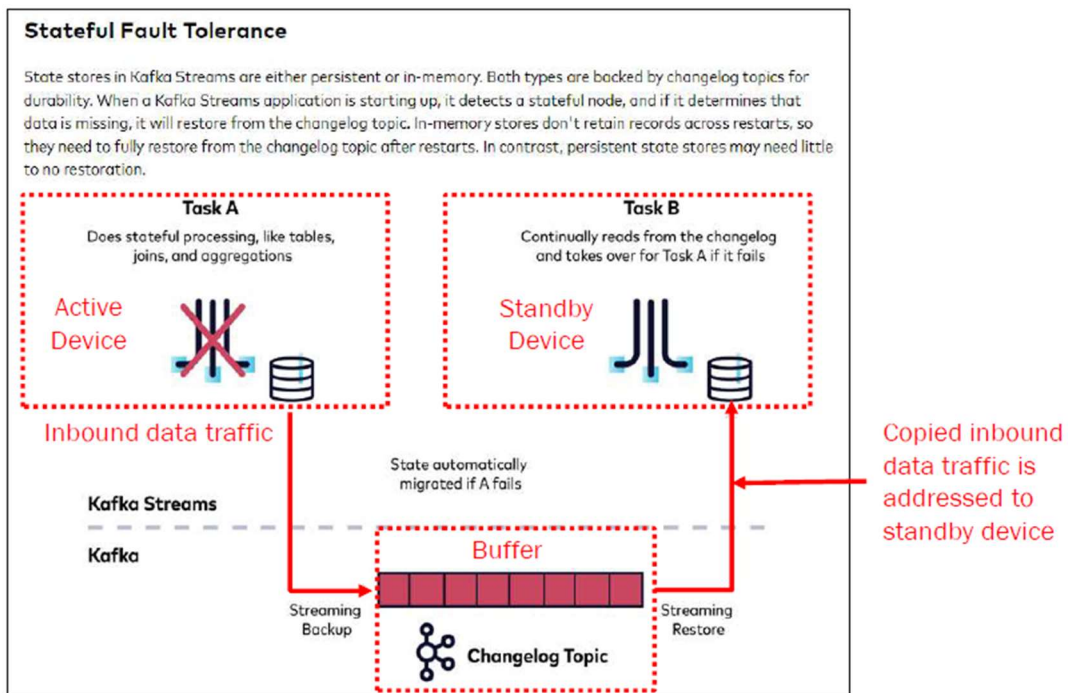 Stateful Fault Tolerance
State stores in Kafka Streams are either persistent or in-memory. Both types are backed by changelog topics for
durability. When a Kafka Streams application is starting up, it detects a stateful node, and if it determines that
data is missing, it will restore from the changelog topic. In-memory stores don't retain records across restarts, so
they need to fully restore from the changelog topic after restarts. In contrast, persistent state stores may need little
to no restoration.
Task A
Does stateful processing, like tables,
joins, and aggregations
Active
Device
Task B
Continually reads from the changelog
and takes over for Task A if it fails
Standby
Device
Inbound data traffic
State automatically
migrated if A fails
Copied inbound
data traffic is
addressed to
standby device
Kafka Streams
Kafka
Buffer
Streaming
Backup
Streaming
Restore
Changelog Topic